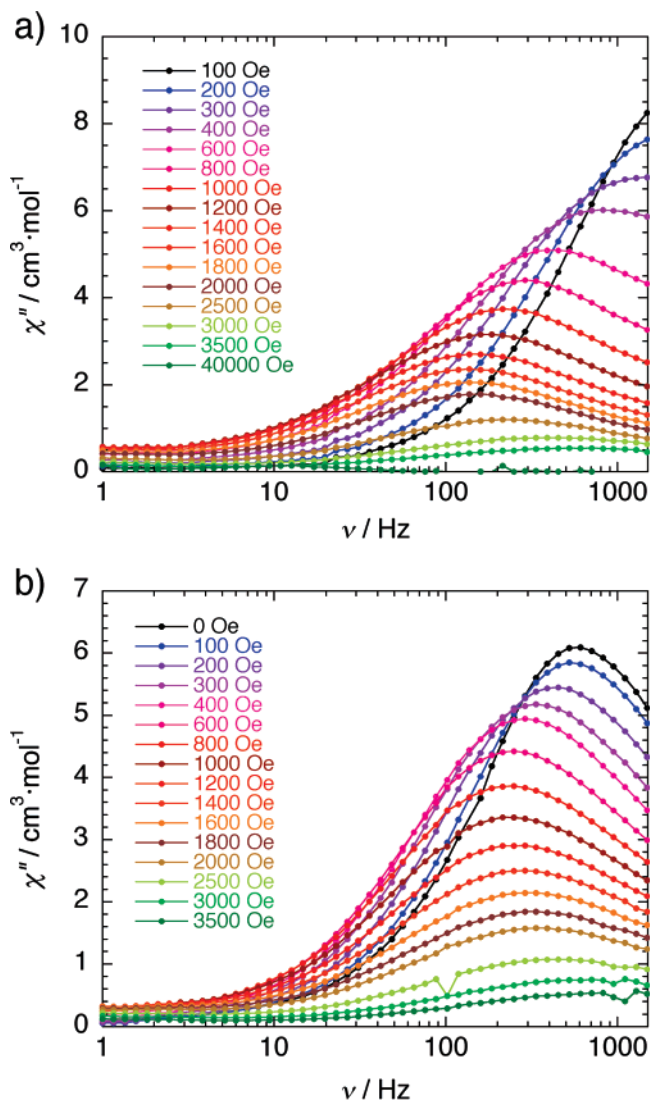 a)
10
8
6
4
2
0
χ" / cm³·mol⁻¹
100 Oe
200 Oe
300 Oe
400 Oe
600 Oe
800 Oe
1000 Oe
1200 Oe
1400 Oe
1600 Oe
1800 Oe
2000 Oe
2500 Oe
3000 Oe
3500 Oe
40000 Oe
1
10
100
1000
ν / Hz
b)
7
6
5
4
3
2
1
0
χ" / cm³·mol⁻¹
0 Oe
100 Oe
200 Oe
300 Oe
400 Oe
600 Oe
800 Oe
1000 Oe
1200 Oe
1400 Oe
1600 Oe
1800 Oe
2000 Oe
2500 Oe
3000 Oe
3500 Oe
1
10
100
1000
ν / Hz